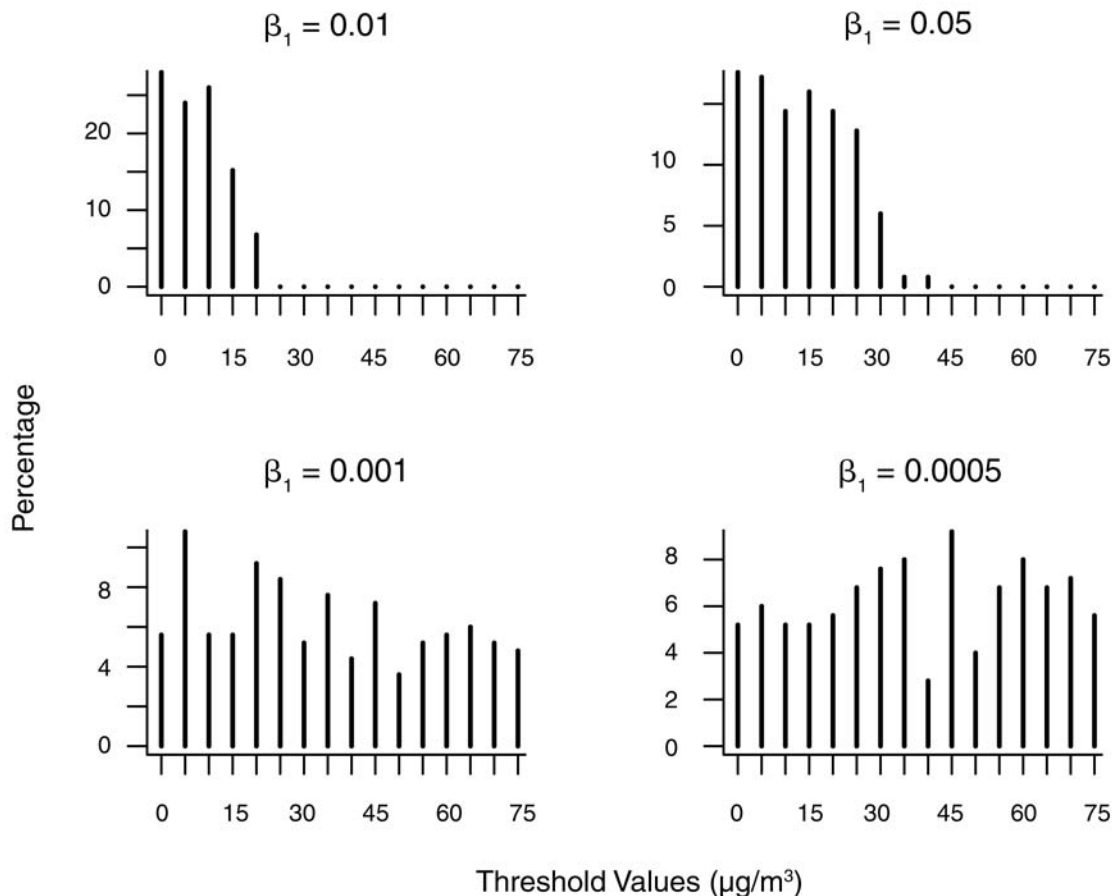 β₁ = 0.01
20
10
0
0 15 30 45 60 75
β₁ = 0.05
10
5
0
0 15 30 45 60 75
β₁ = 0.001
8
4
0
0 15 30 45 60 75
β₁ = 0.0005
8
6
4
2
0
0 15 30 45 60 75
Percentage
Threshold Values (µg/m³)